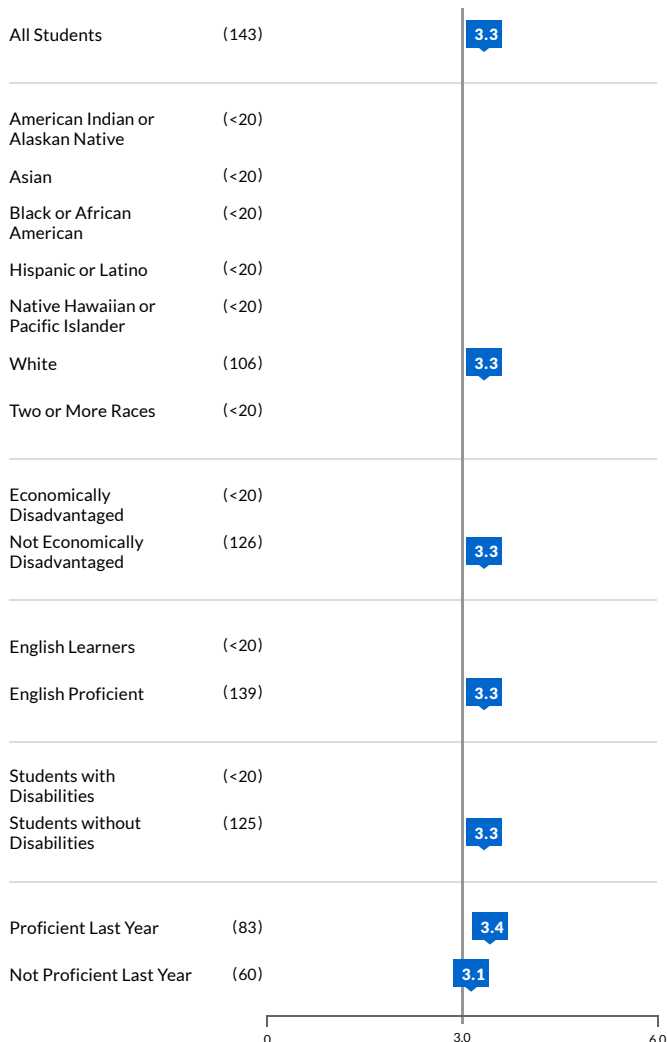 All Students (143) 3.3
American Indian or (<20)
Alaskan Native
Asian (<20)
Black or African (<20)
American
Hispanic or Latino (<20)
Native Hawaiian or (<20)
Pacific Islander
White (106) 3.3
Two or More Races (<20)
Economically (<20)
Disadvantaged
Not Economically (126) 3.3
Disadvantaged
English Learners (<20)
English Proficient (139) 3.3
Students with (<20)
Disabilities
Students without (125) 3.3
Disabilities
Proficient Last Year (83) 3.4
Not Proficient Last Year (60) 3.1
0 3.0 6.0